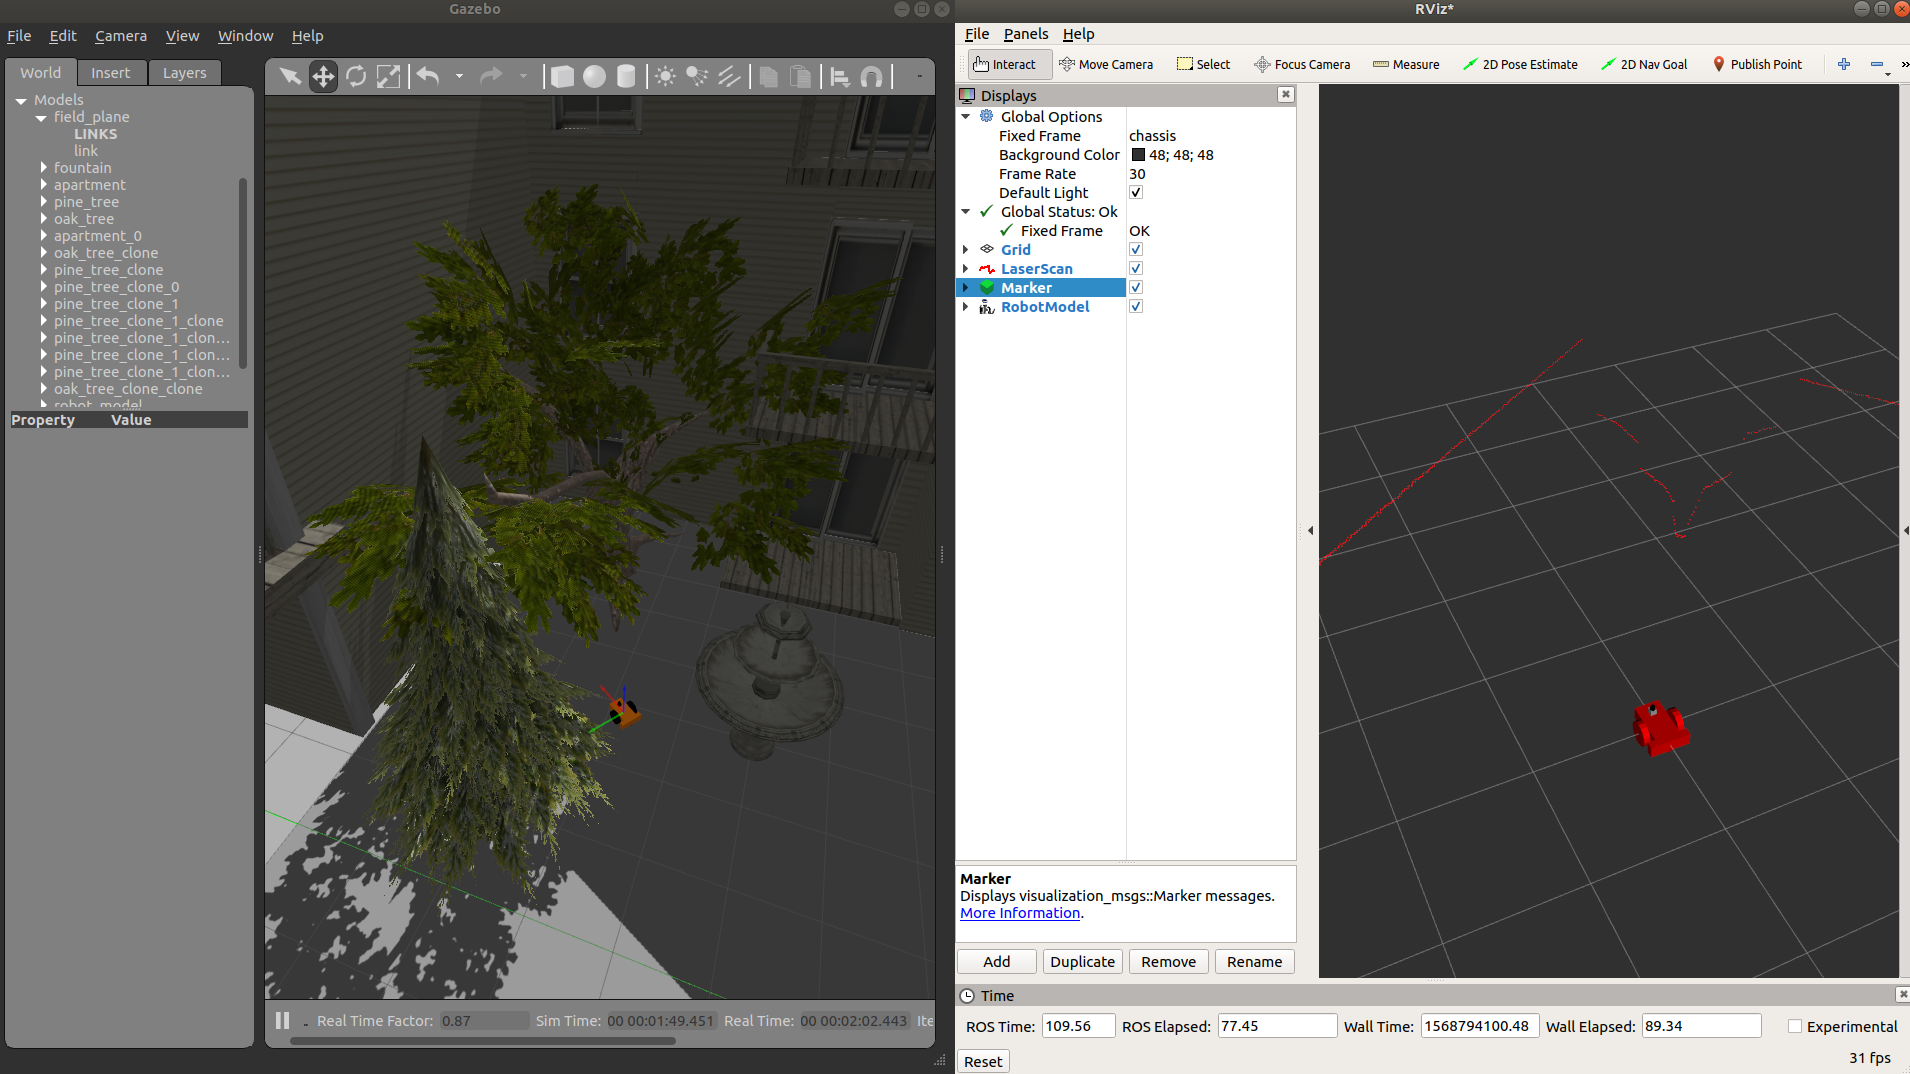 Gazebo
File Edit Camera View Window Help
World Insert Layers
Models
field_plane
LINKS
link
fountain
apartment
pine_tree
oak_tree
apartment_0
oak_tree_clone
pine_tree_clone
pine_tree_clone_0
pine_tree_clone_1
pine_tree_clone_1_clone
pine_tree_clone_1_clon...
pine_tree_clone_1_clon...
pine_tree_clone_1_clon...
oak_tree_clone_clone
robot_model
Property Value
Real Time Factor: 0.87 Sim Time: 00 00:01:49.451 Real Time: 00 00:02:02.443 Ite
RViz*
File Panels Help
Interact Move Camera Select Focus Camera Measure 2D Pose Estimate 2D Nav Goal Publish Point
Displays
Global Options
Fixed Frame chassis
Background Color 48; 48; 48
Frame Rate 30
Default Light
Global Status: Ok
Fixed Frame OK
Grid
LaserScan
Marker
RobotModel
Marker
Displays visualization_msgs::Marker messages.
More Information.
Add Duplicate Remove Rename
Time
ROS Time: 109.56 ROS Elapsed: 77.45 Wall Time: 1568794100.48 Wall Elapsed: 89.34 Experimental
Reset 31 fps